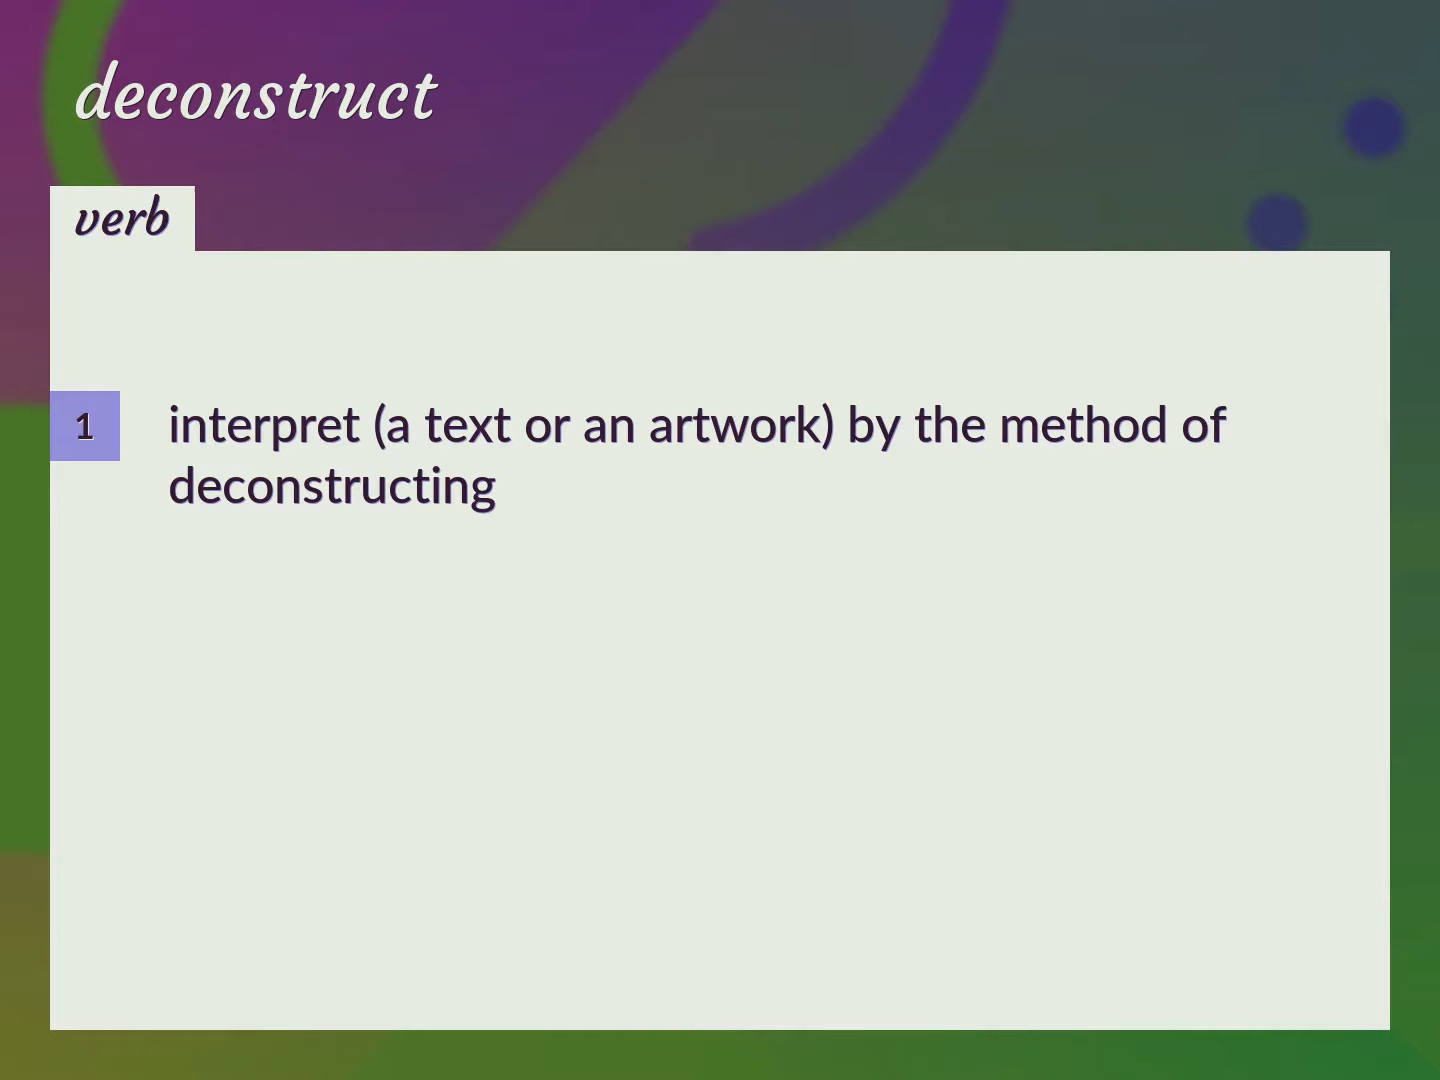 deconstruct
verb
1 interpret (a text or an artwork) by the method of
deconstructing